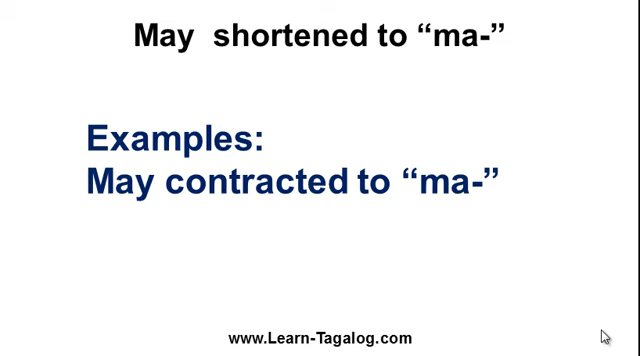 May shortened to “ma-”
Examples:
May contracted to “ma-”
www.Learn-Tagalog.com